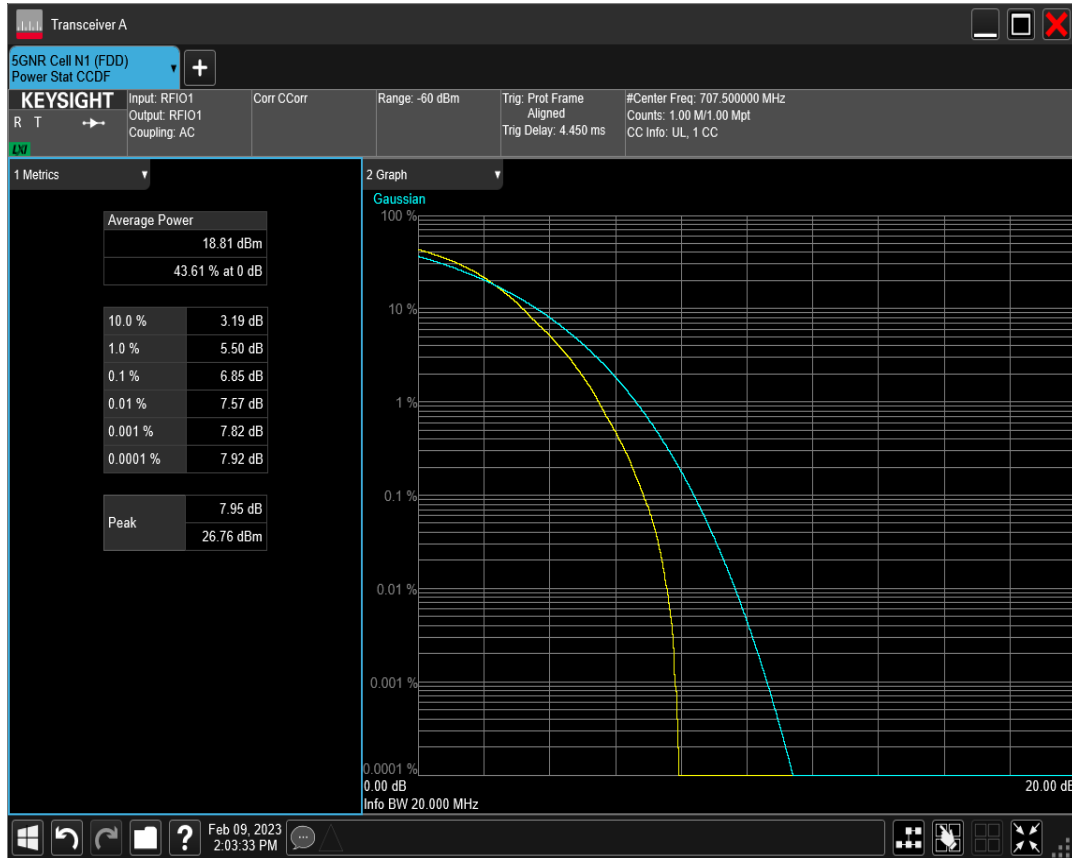 Transceiver A
5GNR Cell N1 (FDD)
Power Stat CCDF
+
KEYSIGHT
R T
LXI
Input: RFIO1
Output: RFIO1
Coupling: AC
Corr CCorr
Range: -60 dBm
Trig: Prot Frame
Aligned
Trig Delay: 4.450 ms
#Center Freq: 707.500000 MHz
Counts: 1.00 M/1.00 Mpt
CC Info: UL, 1 CC
1 Metrics
Average Power
18.81 dBm
43.61 % at 0 dB
10.0 % 3.19 dB
1.0 % 5.50 dB
0.1 % 6.85 dB
0.01 % 7.57 dB
0.001 % 7.82 dB
0.0001 % 7.92 dB
Peak
7.95 dB
26.76 dBm
2 Graph
Gaussian
100 %
10 %
1 %
0.1 %
0.01 %
0.001 %
0.0001 %
0.00 dB 20.00 dB
Info BW 20.000 MHz
?
Feb 09, 2023
2:03:33 PM